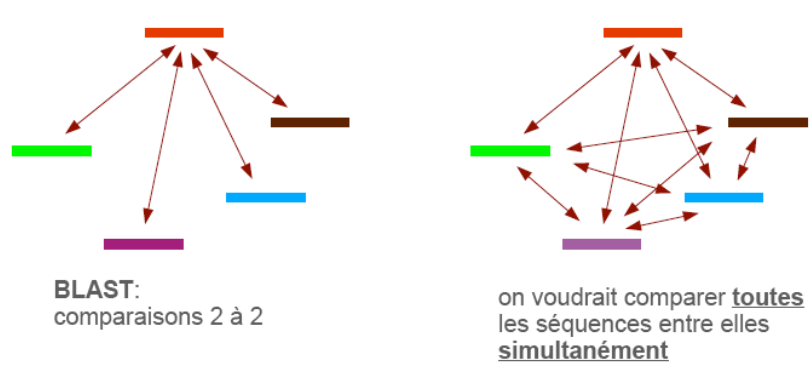 BLAST:
comparaisons 2 à 2
on voudrait comparer toutes
les séquences entre elles
simultanément